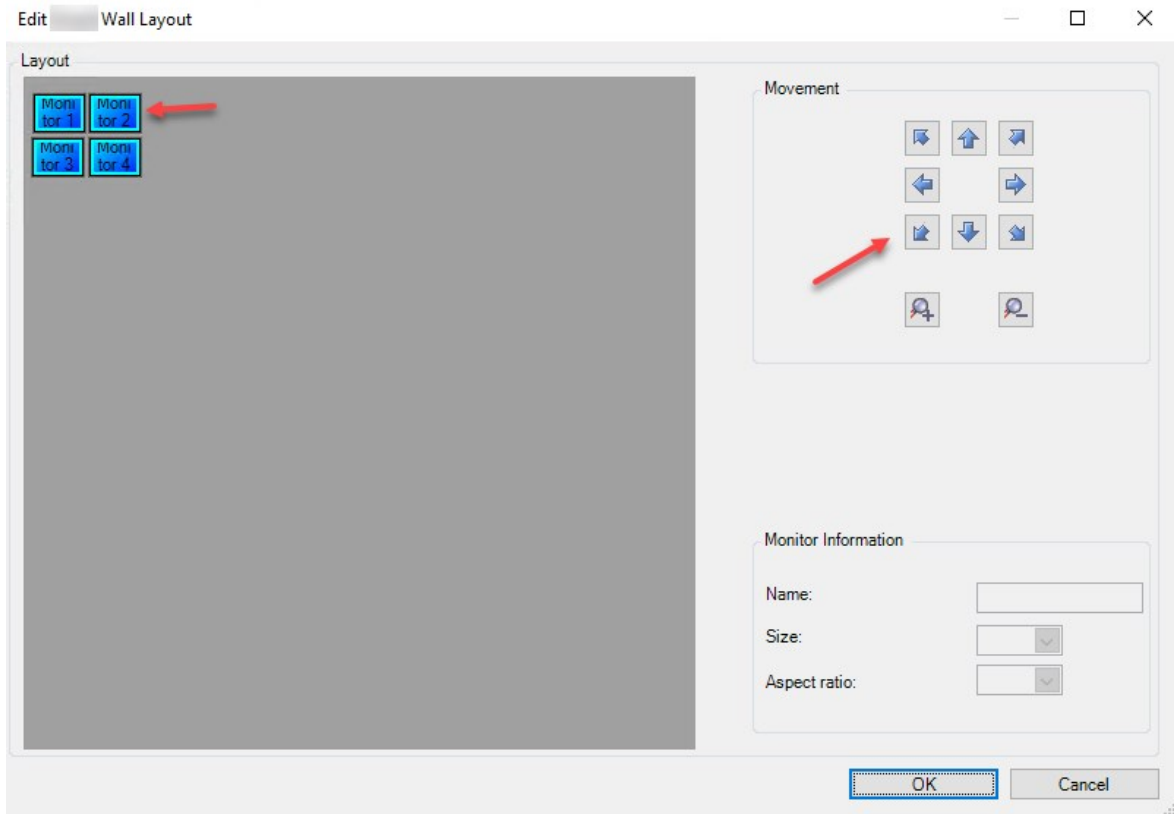 Edit Wall Layout
Layout
Moni
tor 1
Moni
tor 2
Moni
tor 3
Moni
tor 4
Movement
Monitor Information
Name:
Size:
Aspect ratio:
OK
Cancel